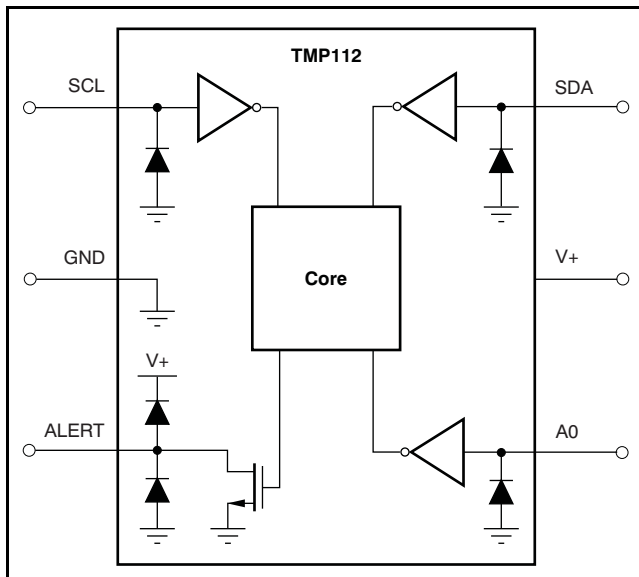 TMP112
SCL
SDA
GND
V+
Core
V+
ALERT
A0